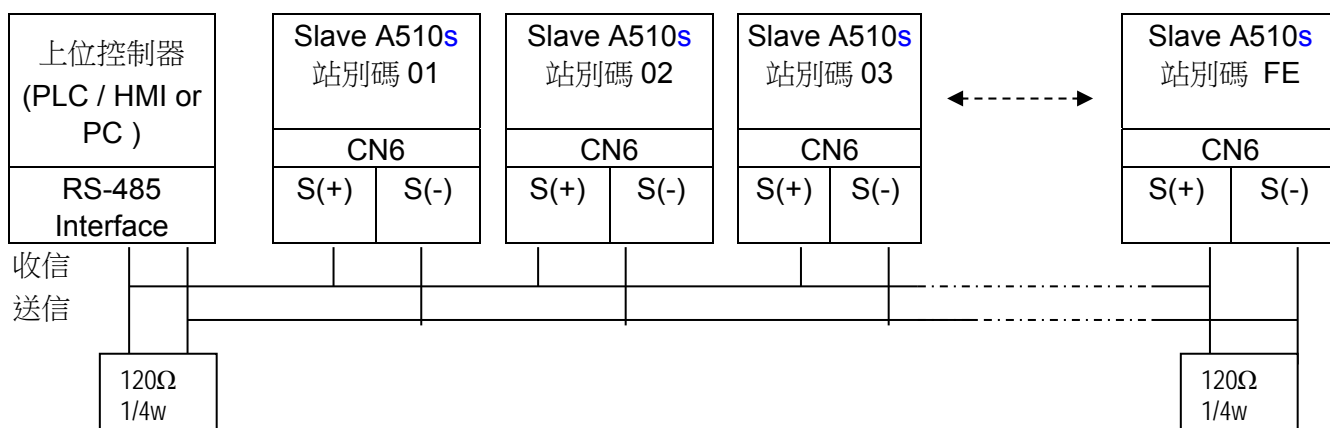 上位控制器
(PLC / HMI or
PC )
RS-485
Interface
Slave A510s
站別碼 01
CN6
S(+) S(-)
Slave A510s
站別碼 02
CN6
S(+) S(-)
Slave A510s
站別碼 03
CN6
S(+) S(-)
Slave A510s
站別碼 FE
CN6
S(+) S(-)
收信
送信
120Ω
1/4w
120Ω
1/4w